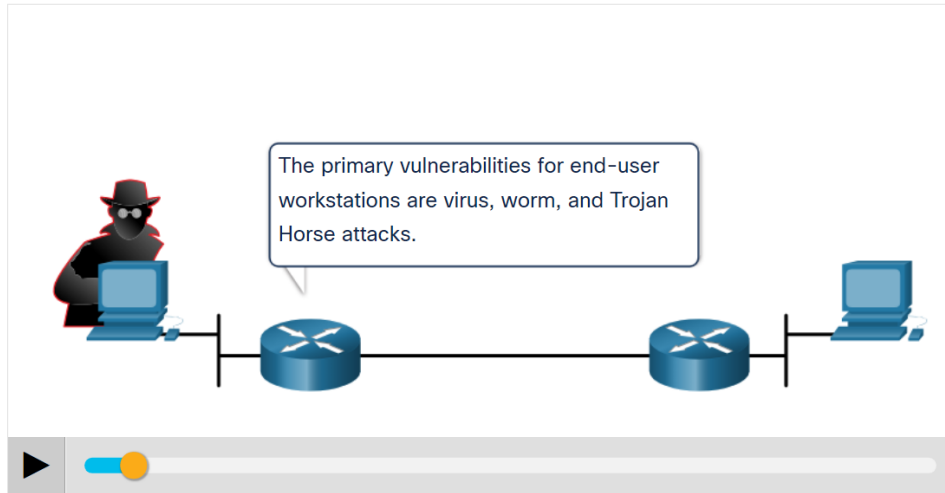 The primary vulnerabilities for end-user
workstations are virus, worm, and Trojan
Horse attacks.